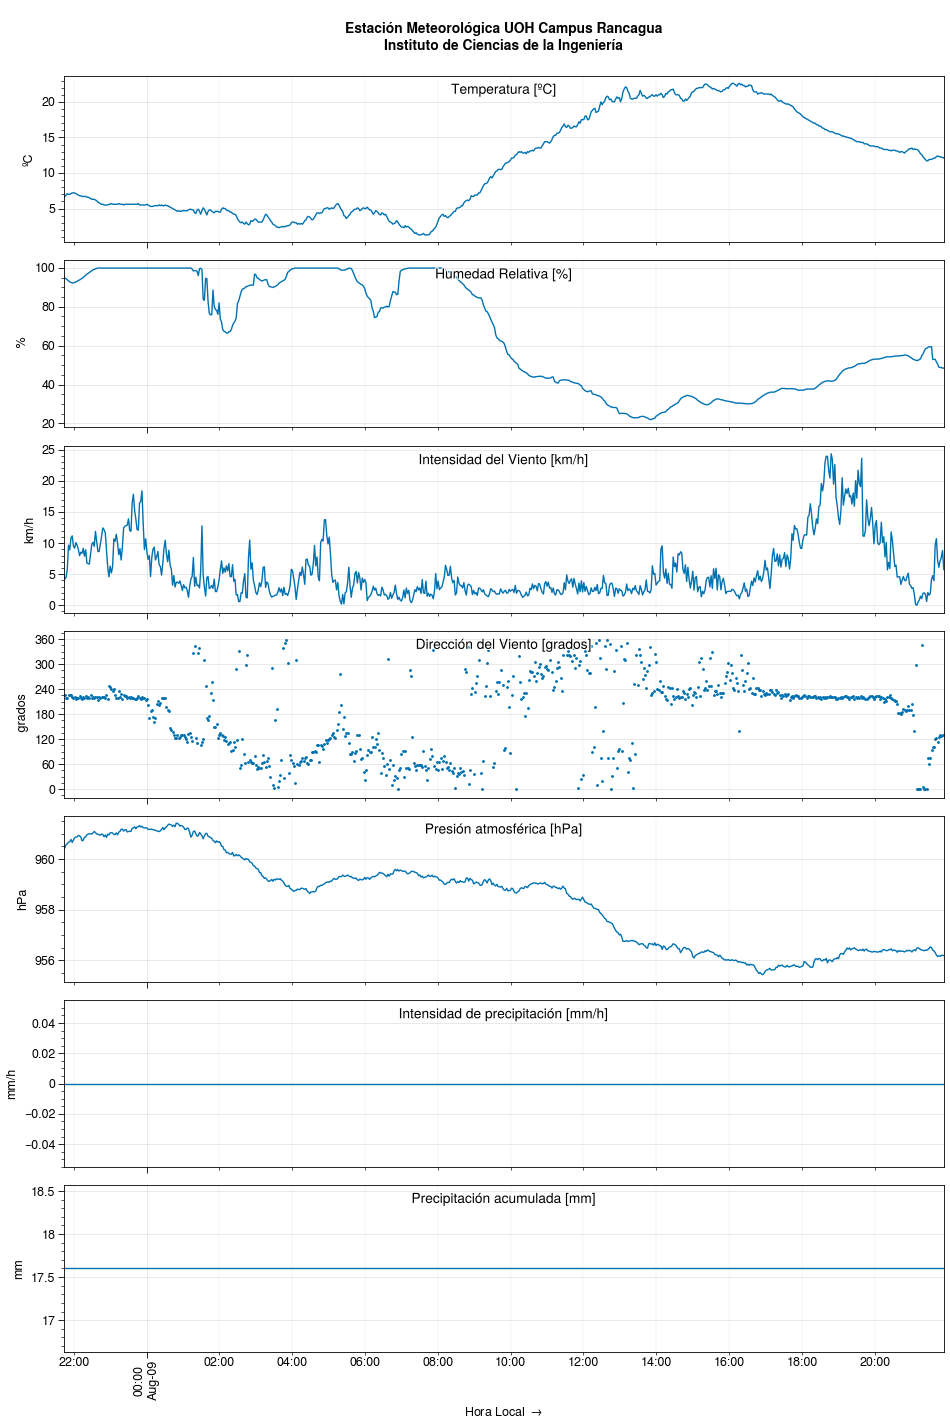 Estación Meteorológica UOH Campus Rancagua
Instituto de Ciencias de la Ingeniería
Temperatura [ºC]
ºC
20
15
10
5
Humedad Relativa [%]
%
100
80
60
40
20
Intensidad del Viento [km/h]
km/h
25
20
15
10
5
0
Dirección del Viento [grados]
grados
360
300
240
180
120
60
0
Presión atmosférica [hPa]
hPa
960
958
956
Intensidad de precipitación [mm/h]
mm/h
0.04
0.02
0
−0.02
−0.04
Precipitación acumulada [mm]
mm
18.5
18
17.5
17
22:00
00:00
Aug-09
02:00
04:00
06:00
08:00
10:00
12:00
14:00
16:00
18:00
20:00
Hora Local →